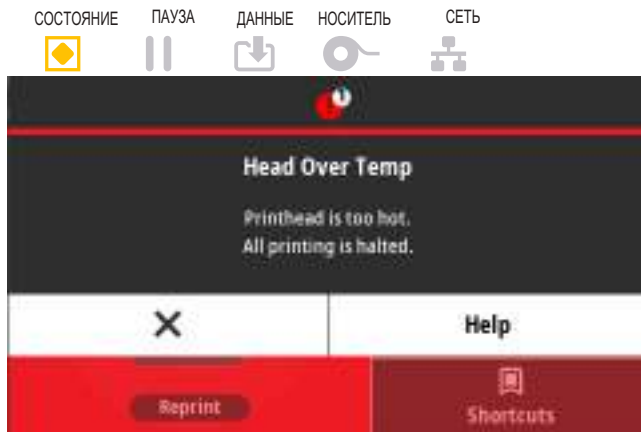 СОСТОЯНИЕ ПАУЗА ДАННЫЕ НОСИТЕЛЬ СЕТЬ
Head Over Temp
Printhead is too hot.
All printing is halted.
Help
Reprint
Shortcuts